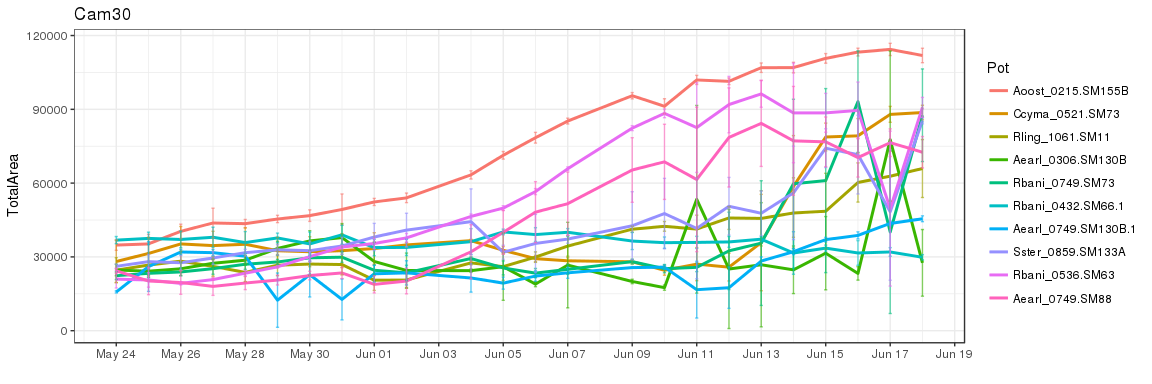 Cam30
TotalArea
120000
90000
60000
30000
0
May 24 May 26 May 28 May 30 Jun 01 Jun 03 Jun 05 Jun 07 Jun 09 Jun 11 Jun 13 Jun 15 Jun 17 Jun 19
Pot
Aoost_0215.SM155B
Ccyma_0521.SM73
Rling_1061.SM11
Aearl_0306.SM130B
Rbani_0749.SM73
Rbani_0432.SM66.1
Aearl_0749.SM130B.1
Sster_0859.SM133A
Rbani_0536.SM63
Aearl_0749.SM88